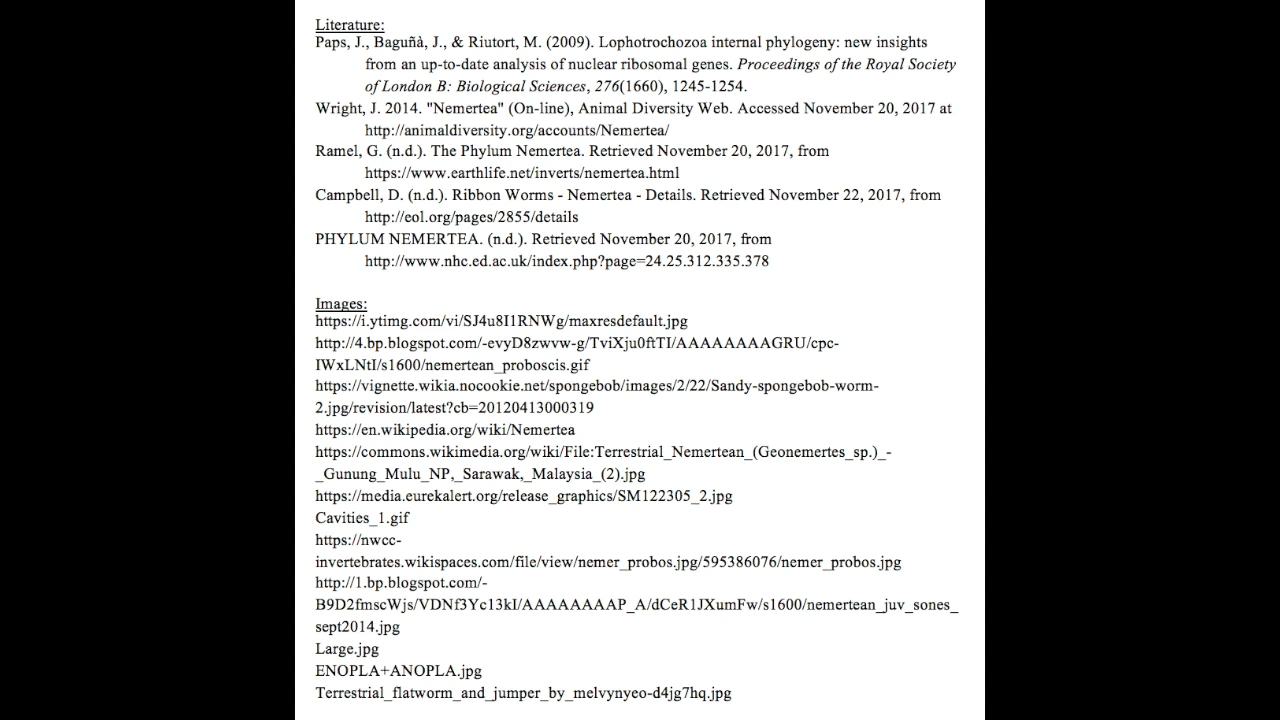 Literature:
Paps, J., Baguñà, J., & Riutort, M. (2009). Lophotrochozoa internal phylogeny: new insights
from an up-to-date analysis of nuclear ribosomal genes. Proceedings of the Royal Society
of London B: Biological Sciences, 276(1660), 1245-1254.
Wright, J. 2014. "Nemertea" (On-line), Animal Diversity Web. Accessed November 20, 2017 at
http://animaldiversity.org/accounts/Nemertea/
Ramel, G. (n.d.). The Phylum Nemertea. Retrieved November 20, 2017, from
https://www.earthlife.net/inverts/nemertea.html
Campbell, D. (n.d.). Ribbon Worms - Nemertea - Details. Retrieved November 22, 2017, from
http://eol.org/pages/2855/details
PHYLUM NEMERTEA. (n.d.). Retrieved November 20, 2017, from
http://www.nhc.ed.ac.uk/index.php?page=24.25.312.335.378
Images:
https://i.ytimg.com/vi/SJ4u8I1RNWg/maxresdefault.jpg
http://4.bp.blogspot.com/-evyD8zwvw-g/TviXju0ftTI/AAAAAAAAGRU/cpc-
IWxLNtI/s1600/nemertean_proboscis.gif
https://vignette.wikia.nocookie.net/spongebob/images/2/22/Sandy-spongebob-worm-
2.jpg/revision/latest?cb=20120413000319
https://en.wikipedia.org/wiki/Nemertea
https://commons.wikimedia.org/wiki/File:Terrestrial_Nemertean_(Geonemertes_sp.)_-
_Gunung_Mulu_NP,_Sarawak,_Malaysia_(2).jpg
https://media.eurekalert.org/release_graphics/SM122305_2.jpg
Cavities_1.gif
https://nwcc-
invertebrates.wikispaces.com/file/view/nemer_probos.jpg/595386076/nemer_probos.jpg
http://1.bp.blogspot.com/-
B9D2fmscWjs/VDNf3Yc13kI/AAAAAAAAP_A/dCeR1JXumFw/s1600/nemertean_juv_sones_
sept2014.jpg
Large.jpg
ENOPLA+ANOPLA.jpg
Terrestrial_flatworm_and_jumper_by_melvynyeo-d4jg7hq.jpg